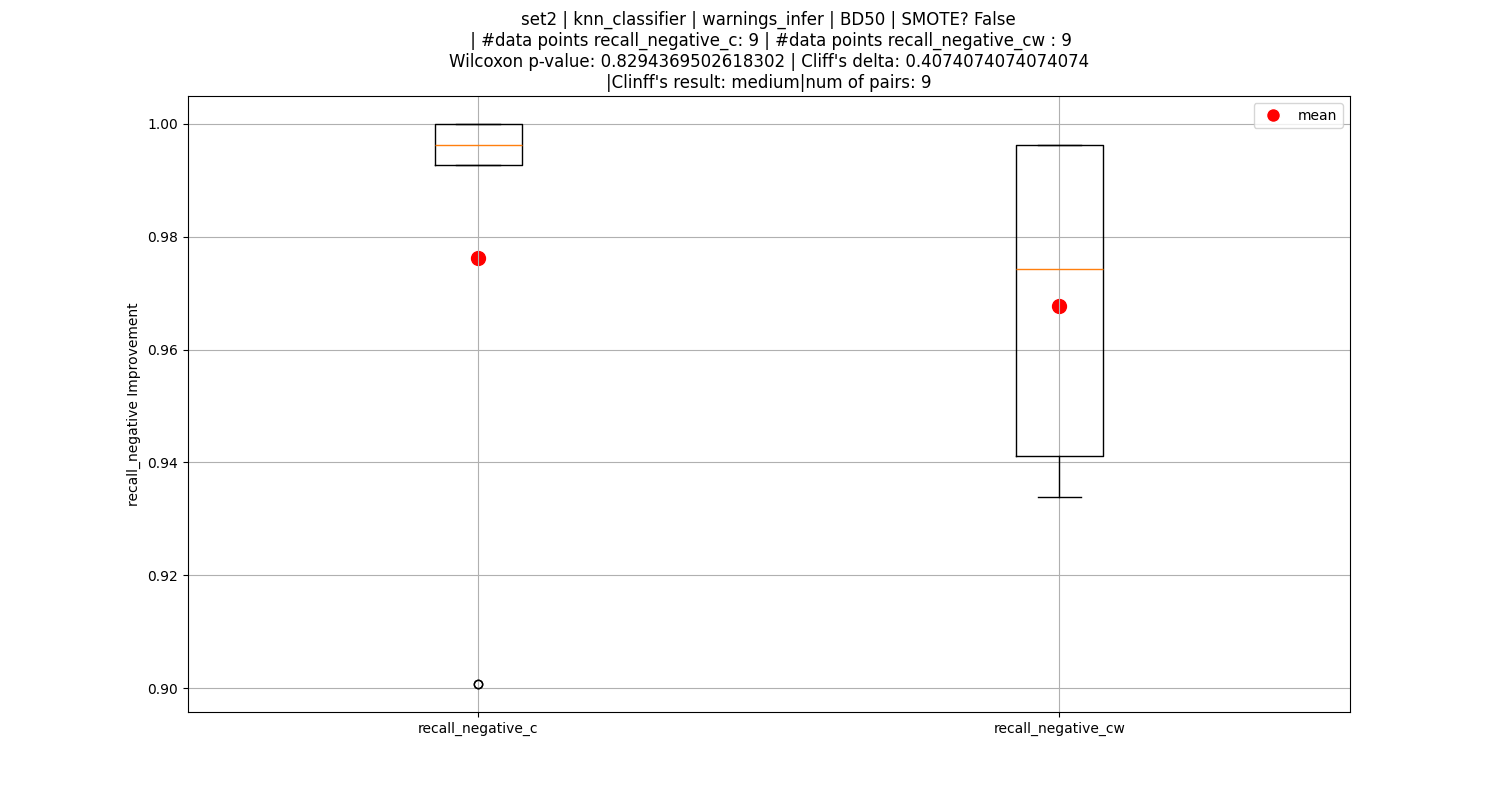 set2 | knn_classifier | warnings_infer | BD50 | SMOTE? False
| #data points recall_negative_c: 9 | #data points recall_negative_cw : 9
Wilcoxon p-value: 0.8294369502618302 | Cliff's delta: 0.4074074074074074
|Clinff's result: medium|num of pairs: 9
mean
1.00
0.98
0.96
0.94
0.92
0.90
recall_negative Improvement
recall_negative_c
recall_negative_cw